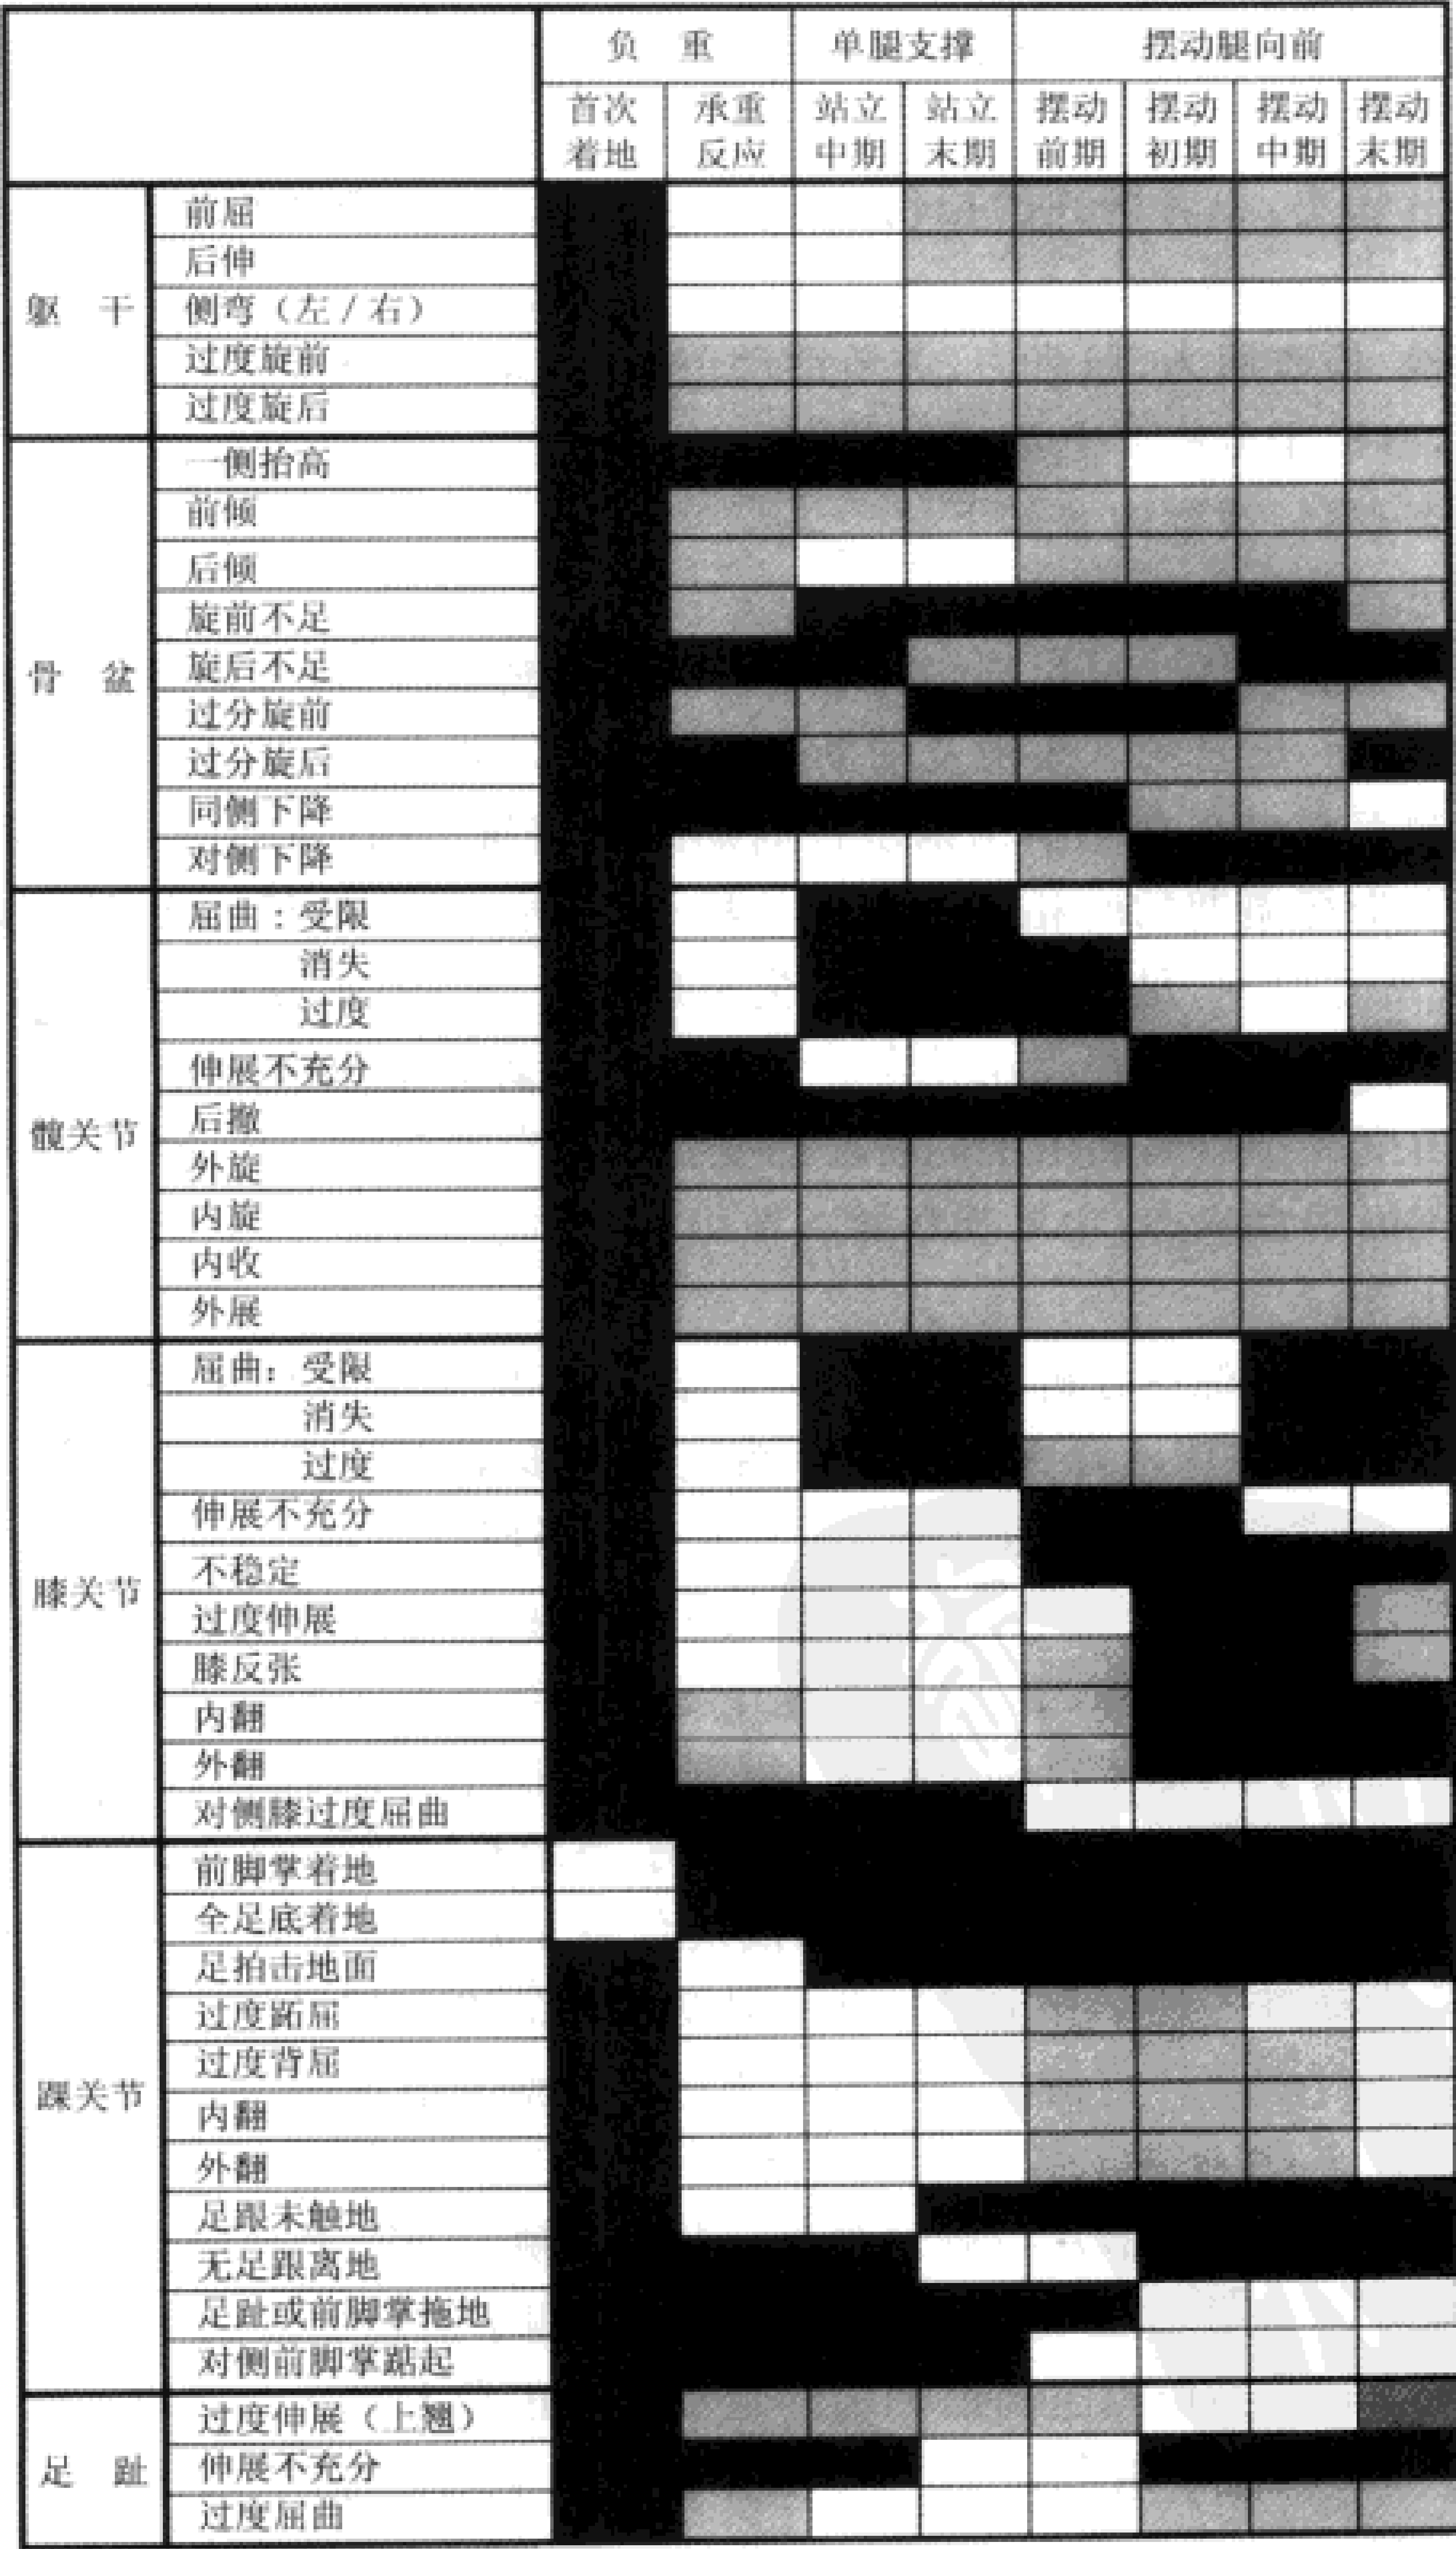 负 重 单腿支撑 摆动腿向前
首次 承重 站立 站立 摆动 摆动 摆动 摆动
着地 反应 中期 末期 前期 初期 中期 末期
躯 干
前屈
后伸
侧弯（左/右）
过度旋前
过度旋后
骨 盆
一侧抬高
前倾
后倾
旋前不足
旋后不足
过分旋前
过分旋后
同侧下降
对侧下降
髋关节
屈曲：受限
消失
过度
伸展不充分
后撤
外旋
内旋
内收
外展
膝关节
屈曲：受限
消失
过度
伸展不充分
不稳定
过度伸展
膝反张
内翻
外翻
对侧膝过度屈曲
踝关节
前脚掌着地
全足底着地
足拍击地面
过度跖屈
过度背屈
内翻
外翻
足跟未触地
无足跟离地
足趾或前脚掌拖地
对侧前脚掌踮起
足 趾
过度伸展（上翘）
伸展不充分
过度屈曲